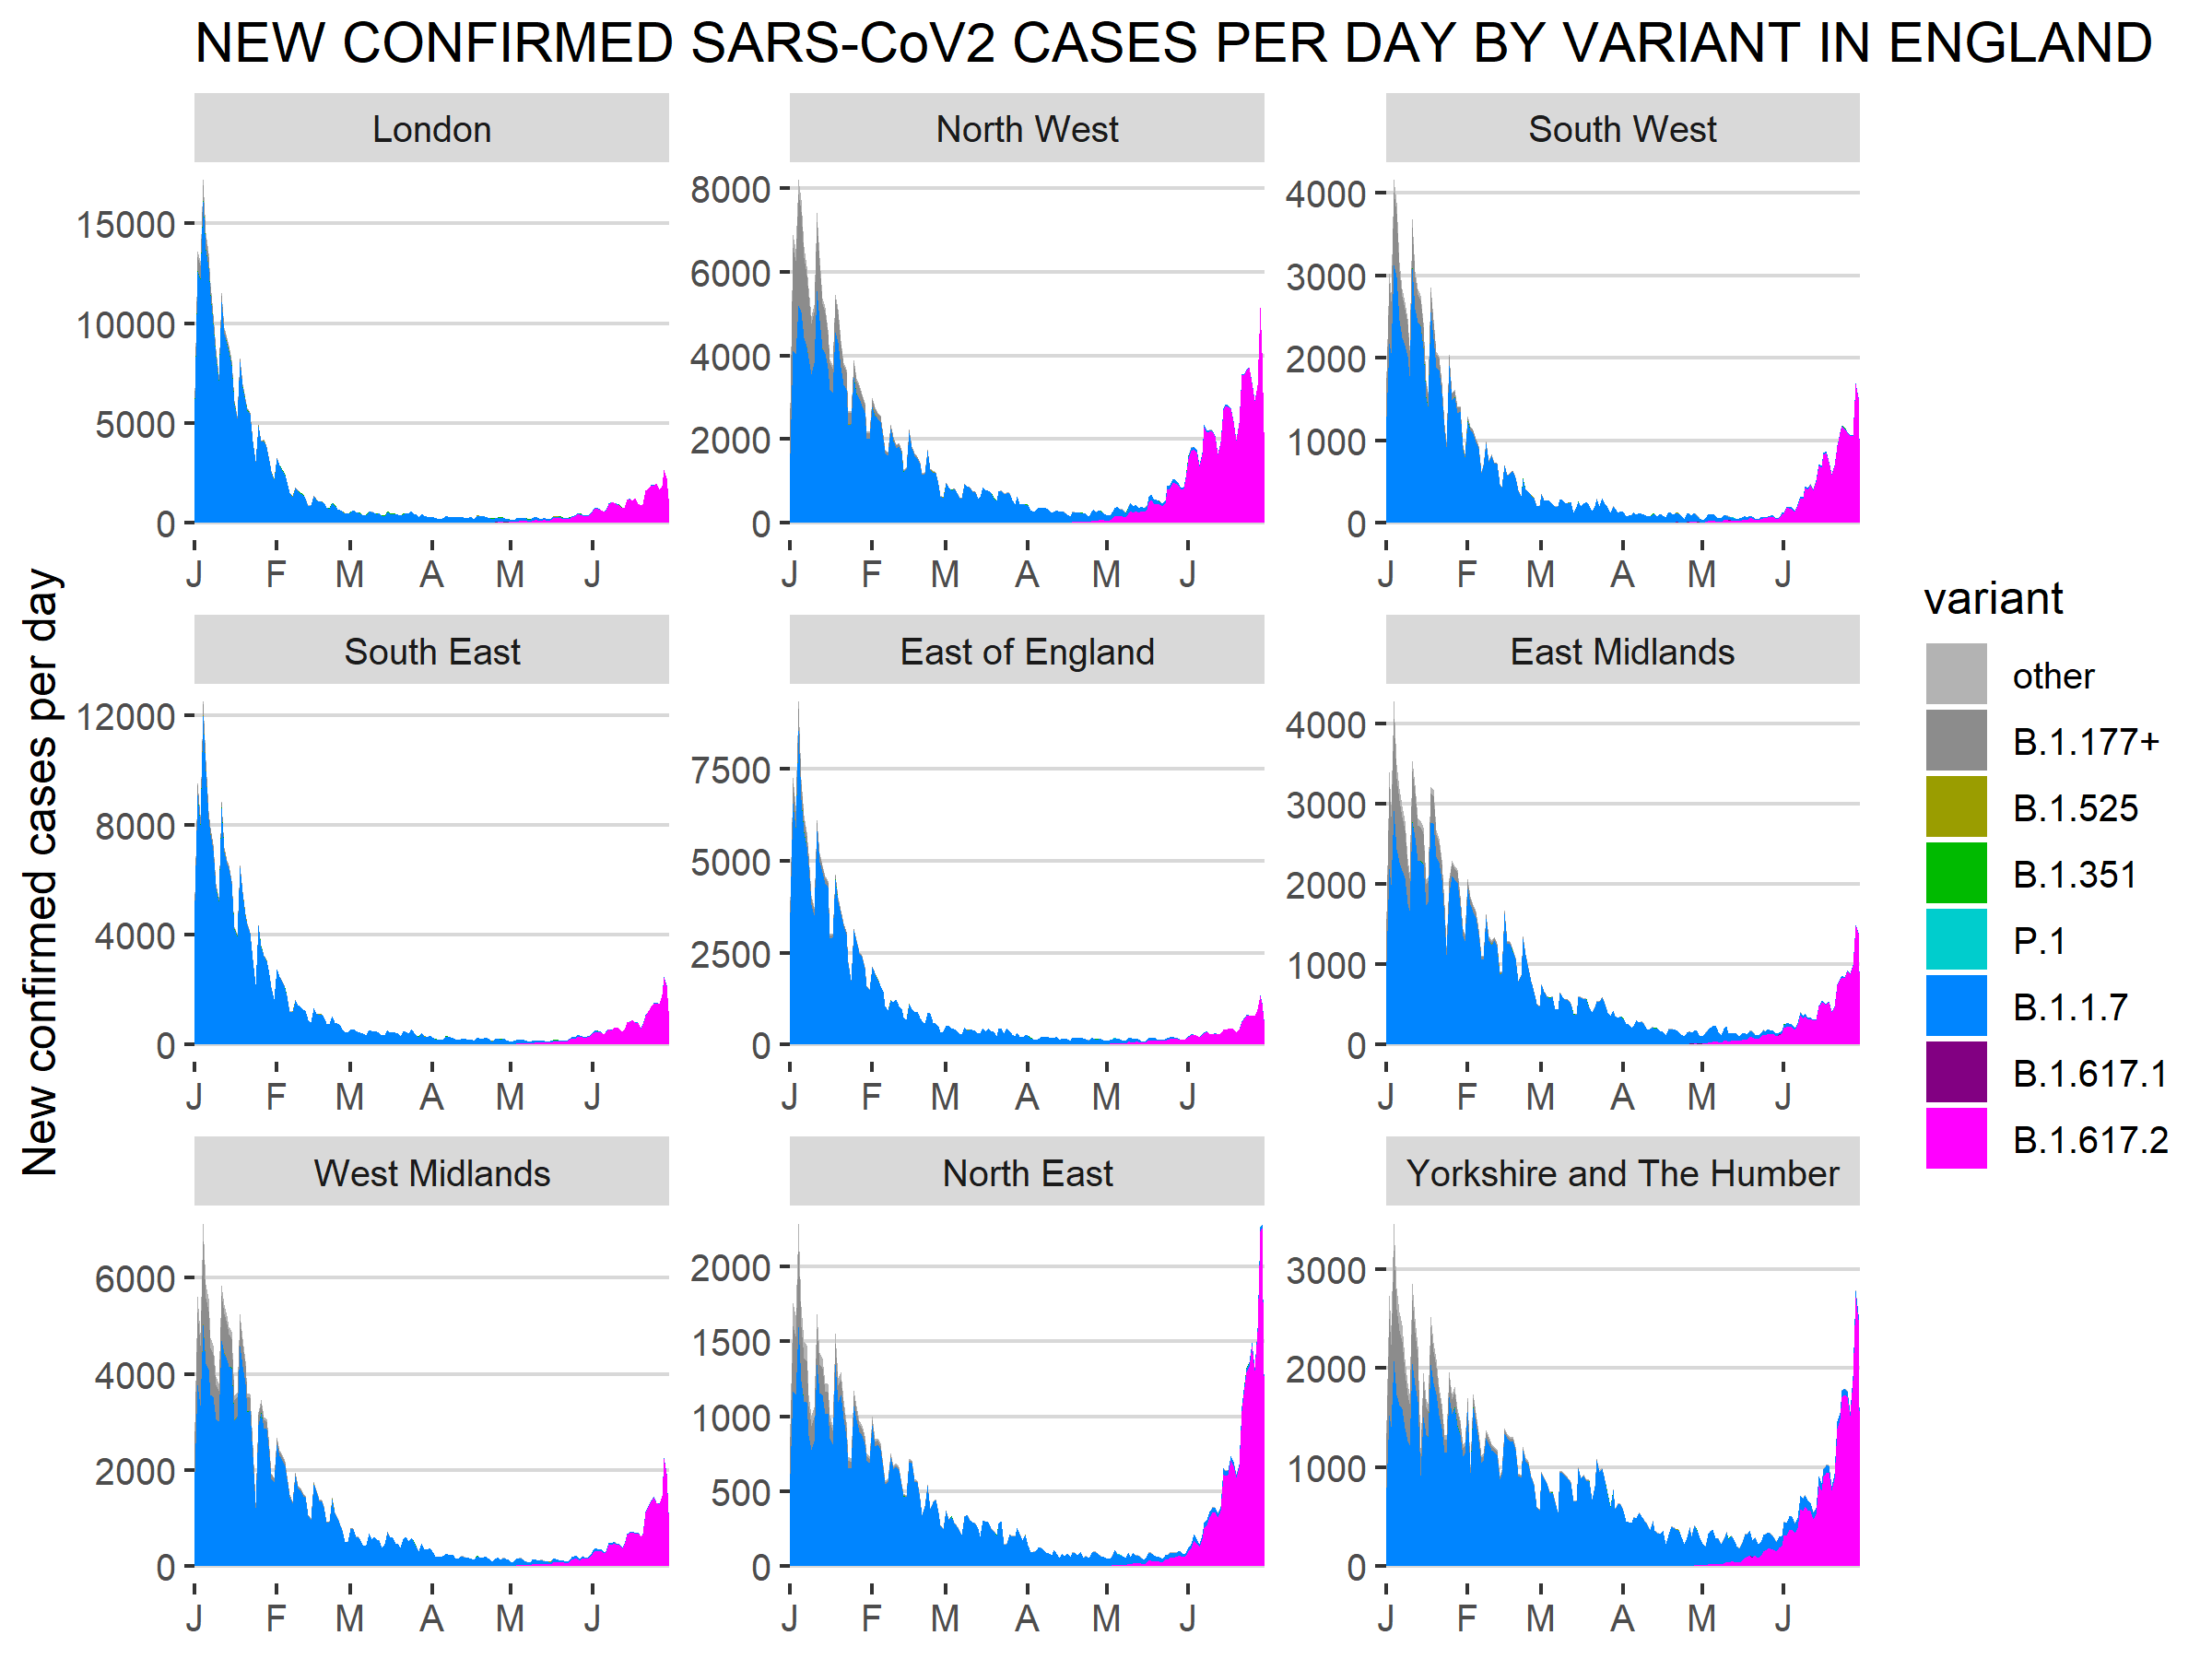 NEW CONFIRMED SARS-CoV2 CASES PER DAY BY VARIANT IN ENGLAND
New confirmed cases per day
London
15000
10000
5000
0
J F M A M J
North West
8000
6000
4000
2000
0
J F M A M J
South West
4000
3000
2000
1000
0
J F M A M J
South East
12000
8000
4000
0
J F M A M J
East of England
7500
5000
2500
0
J F M A M J
East Midlands
4000
3000
2000
1000
0
J F M A M J
West Midlands
6000
4000
2000
0
J F M A M J
North East
2000
1500
1000
500
0
J F M A M J
Yorkshire and The Humber
3000
2000
1000
0
J F M A M J
variant
other
B.1.177+
B.1.525
B.1.351
P.1
B.1.1.7
B.1.617.1
B.1.617.2